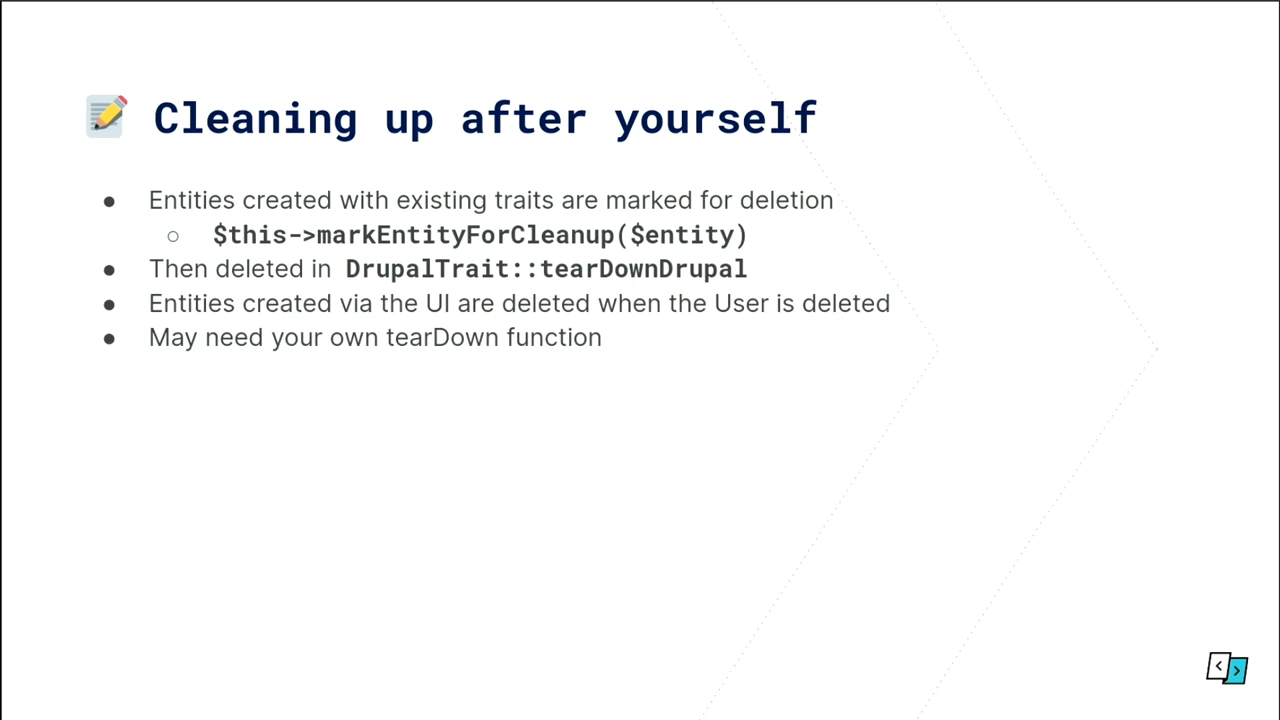 Cleaning up after yourself
● Entities created with existing traits are marked for deletion
○ $this->markEntityForCleanup($entity)
● Then deleted in DrupalTrait::tearDownDrupal
● Entities created via the UI are deleted when the User is deleted
● May need your own tearDown function